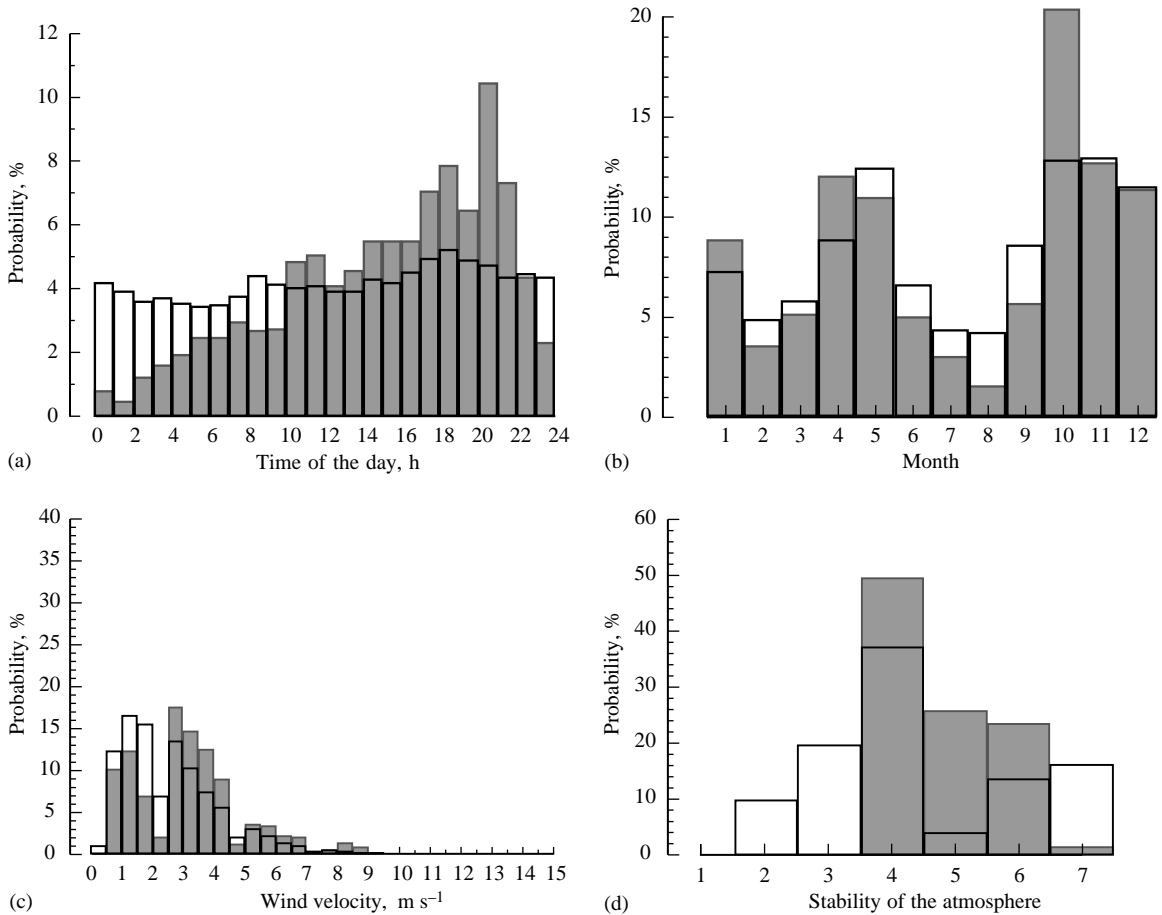 12
10
8
6
4
2
0
Probability, %
0 2 4 6 8 10 12 14 16 18 20 22 24
Time of the day, h
(a)
20
15
10
5
0
Probability, %
1 2 3 4 5 6 7 8 9 10 11 12
Month
(b)
40
35
30
25
20
15
10
5
0
Probability, %
0 1 2 3 4 5 6 7 8 9 10 11 12 13 14 15
Wind velocity, m s⁻¹
(c)
60
50
40
30
20
10
0
Probability, %
1 2 3 4 5 6 7
Stability of the atmosphere
(d)